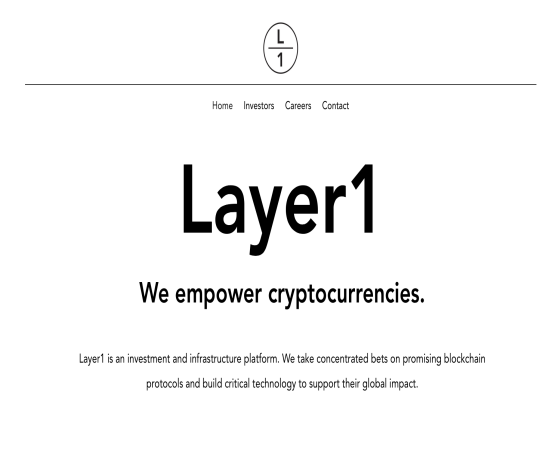 L
1
Home Investors Careers Contact
Layer1
We empower cryptocurrencies.
Layer1 is an investment and infrastructure platform. We take concentrated bets on promising blockchain
protocols and build critical technology to support their global impact.